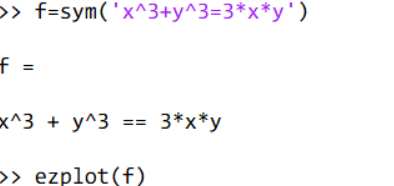 >> f=sym('x^3+y^3=3*x*y')
f =
x^3 + y^3 == 3*x*y
>> ezplot(f)